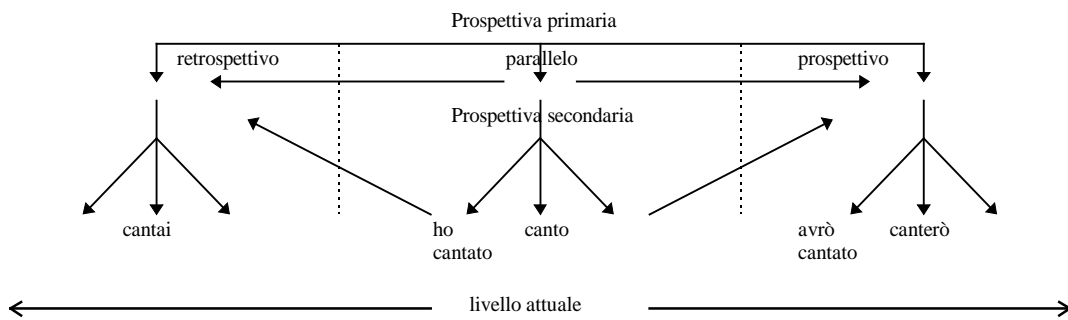 Prospettiva primaria
retrospettivo parallelo prospettivo
Prospettiva secondaria
cantai ho cantato canto avrò cantato canterò
livello attuale